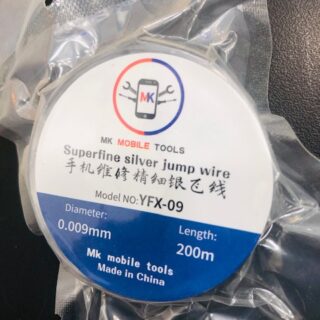 MK
MK MOBILE TOOLS
Superfine silver jump wire
手机维修精细银飞线
Model NO:YFX-09
Diameter:
0.009mm
Length:
200m
Mk mobile tools
Made in China